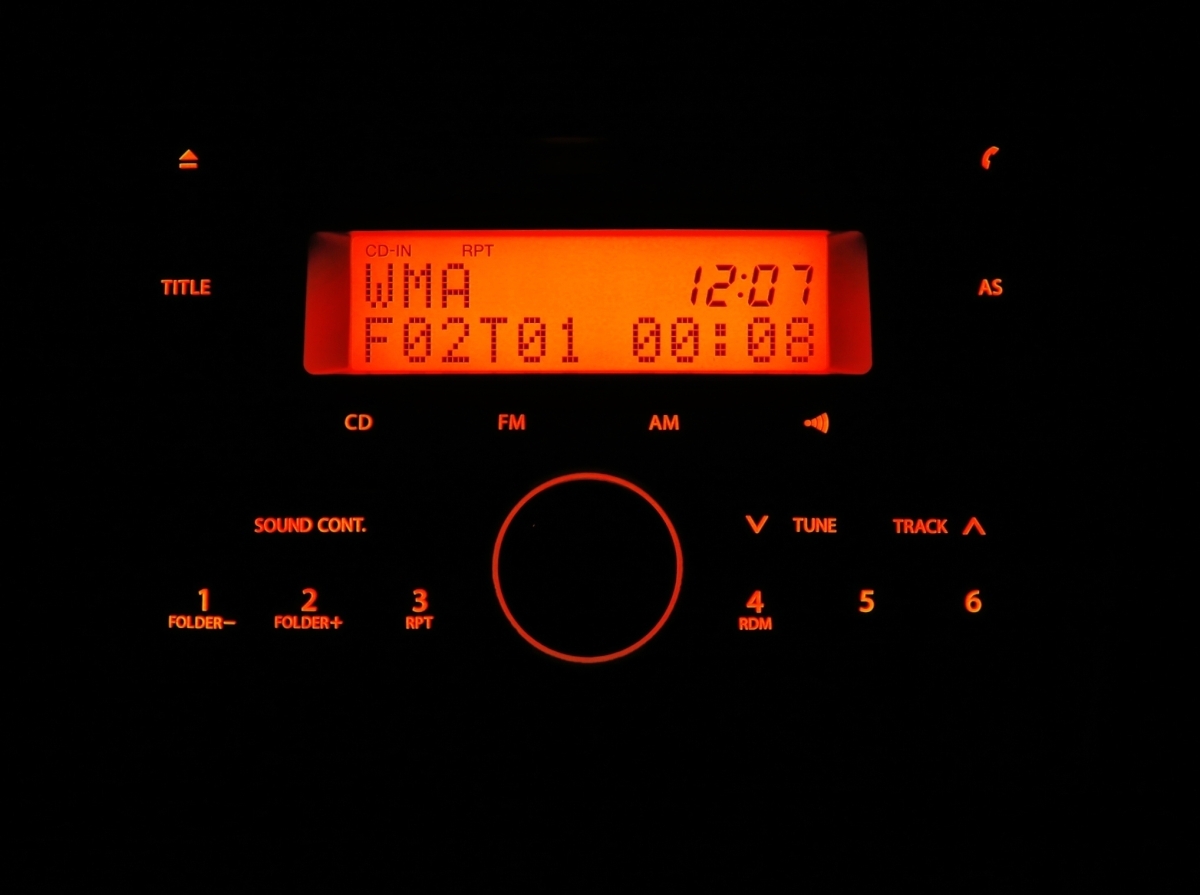 CD-IN RPT
WMA 12:07
TITLE AS
F02T01 00:08
CD FM AM
SOUND CONT. TUNE TRACK
1 2 3 4 5 6
FOLDER− FOLDER+ RPT RDM